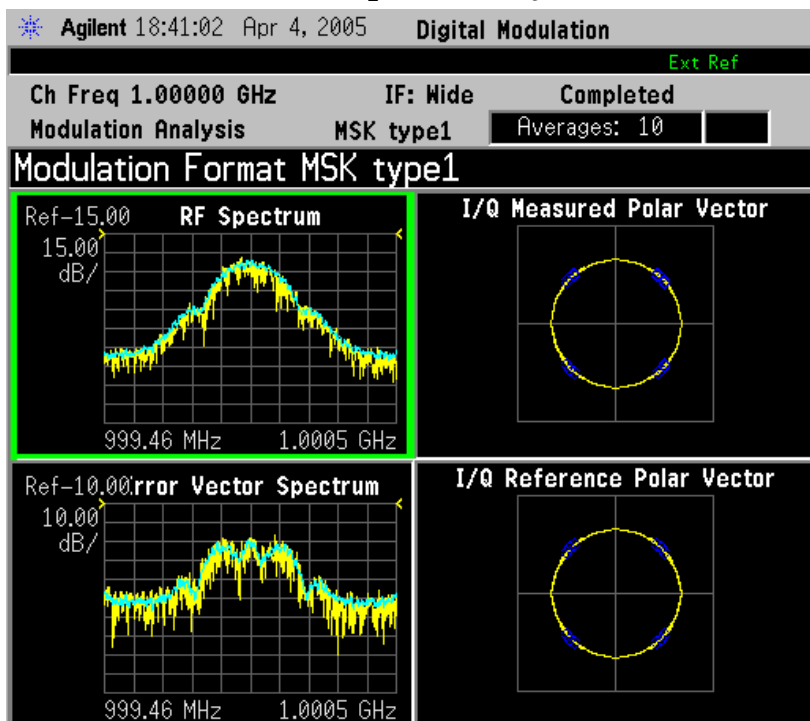 Agilent 18:41:02 Apr 4, 2005 Digital Modulation
Ext Ref
Ch Freq 1.00000 GHz IF: Wide Completed
Modulation Analysis MSK type1 Averages: 10
Modulation Format MSK type1
Ref-15.00 RF Spectrum
15.00
dB/
999.46 MHz 1.0005 GHz
I/Q Measured Polar Vector
Ref-10.00 rror Vector Spectrum
10.00
dB/
999.46 MHz 1.0005 GHz
I/Q Reference Polar Vector